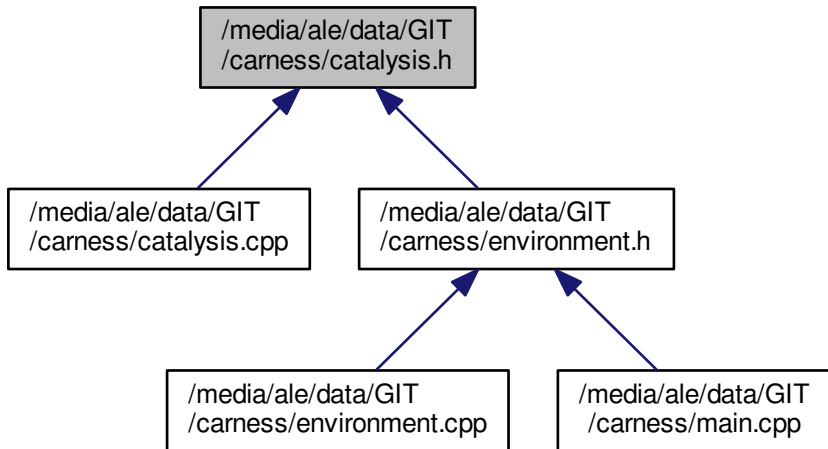 /media/ale/data/GIT
/carness/catalysis.h
/media/ale/data/GIT
/carness/catalysis.cpp
/media/ale/data/GIT
/carness/environment.h
/media/ale/data/GIT
/carness/environment.cpp
/media/ale/data/GIT
/carness/main.cpp